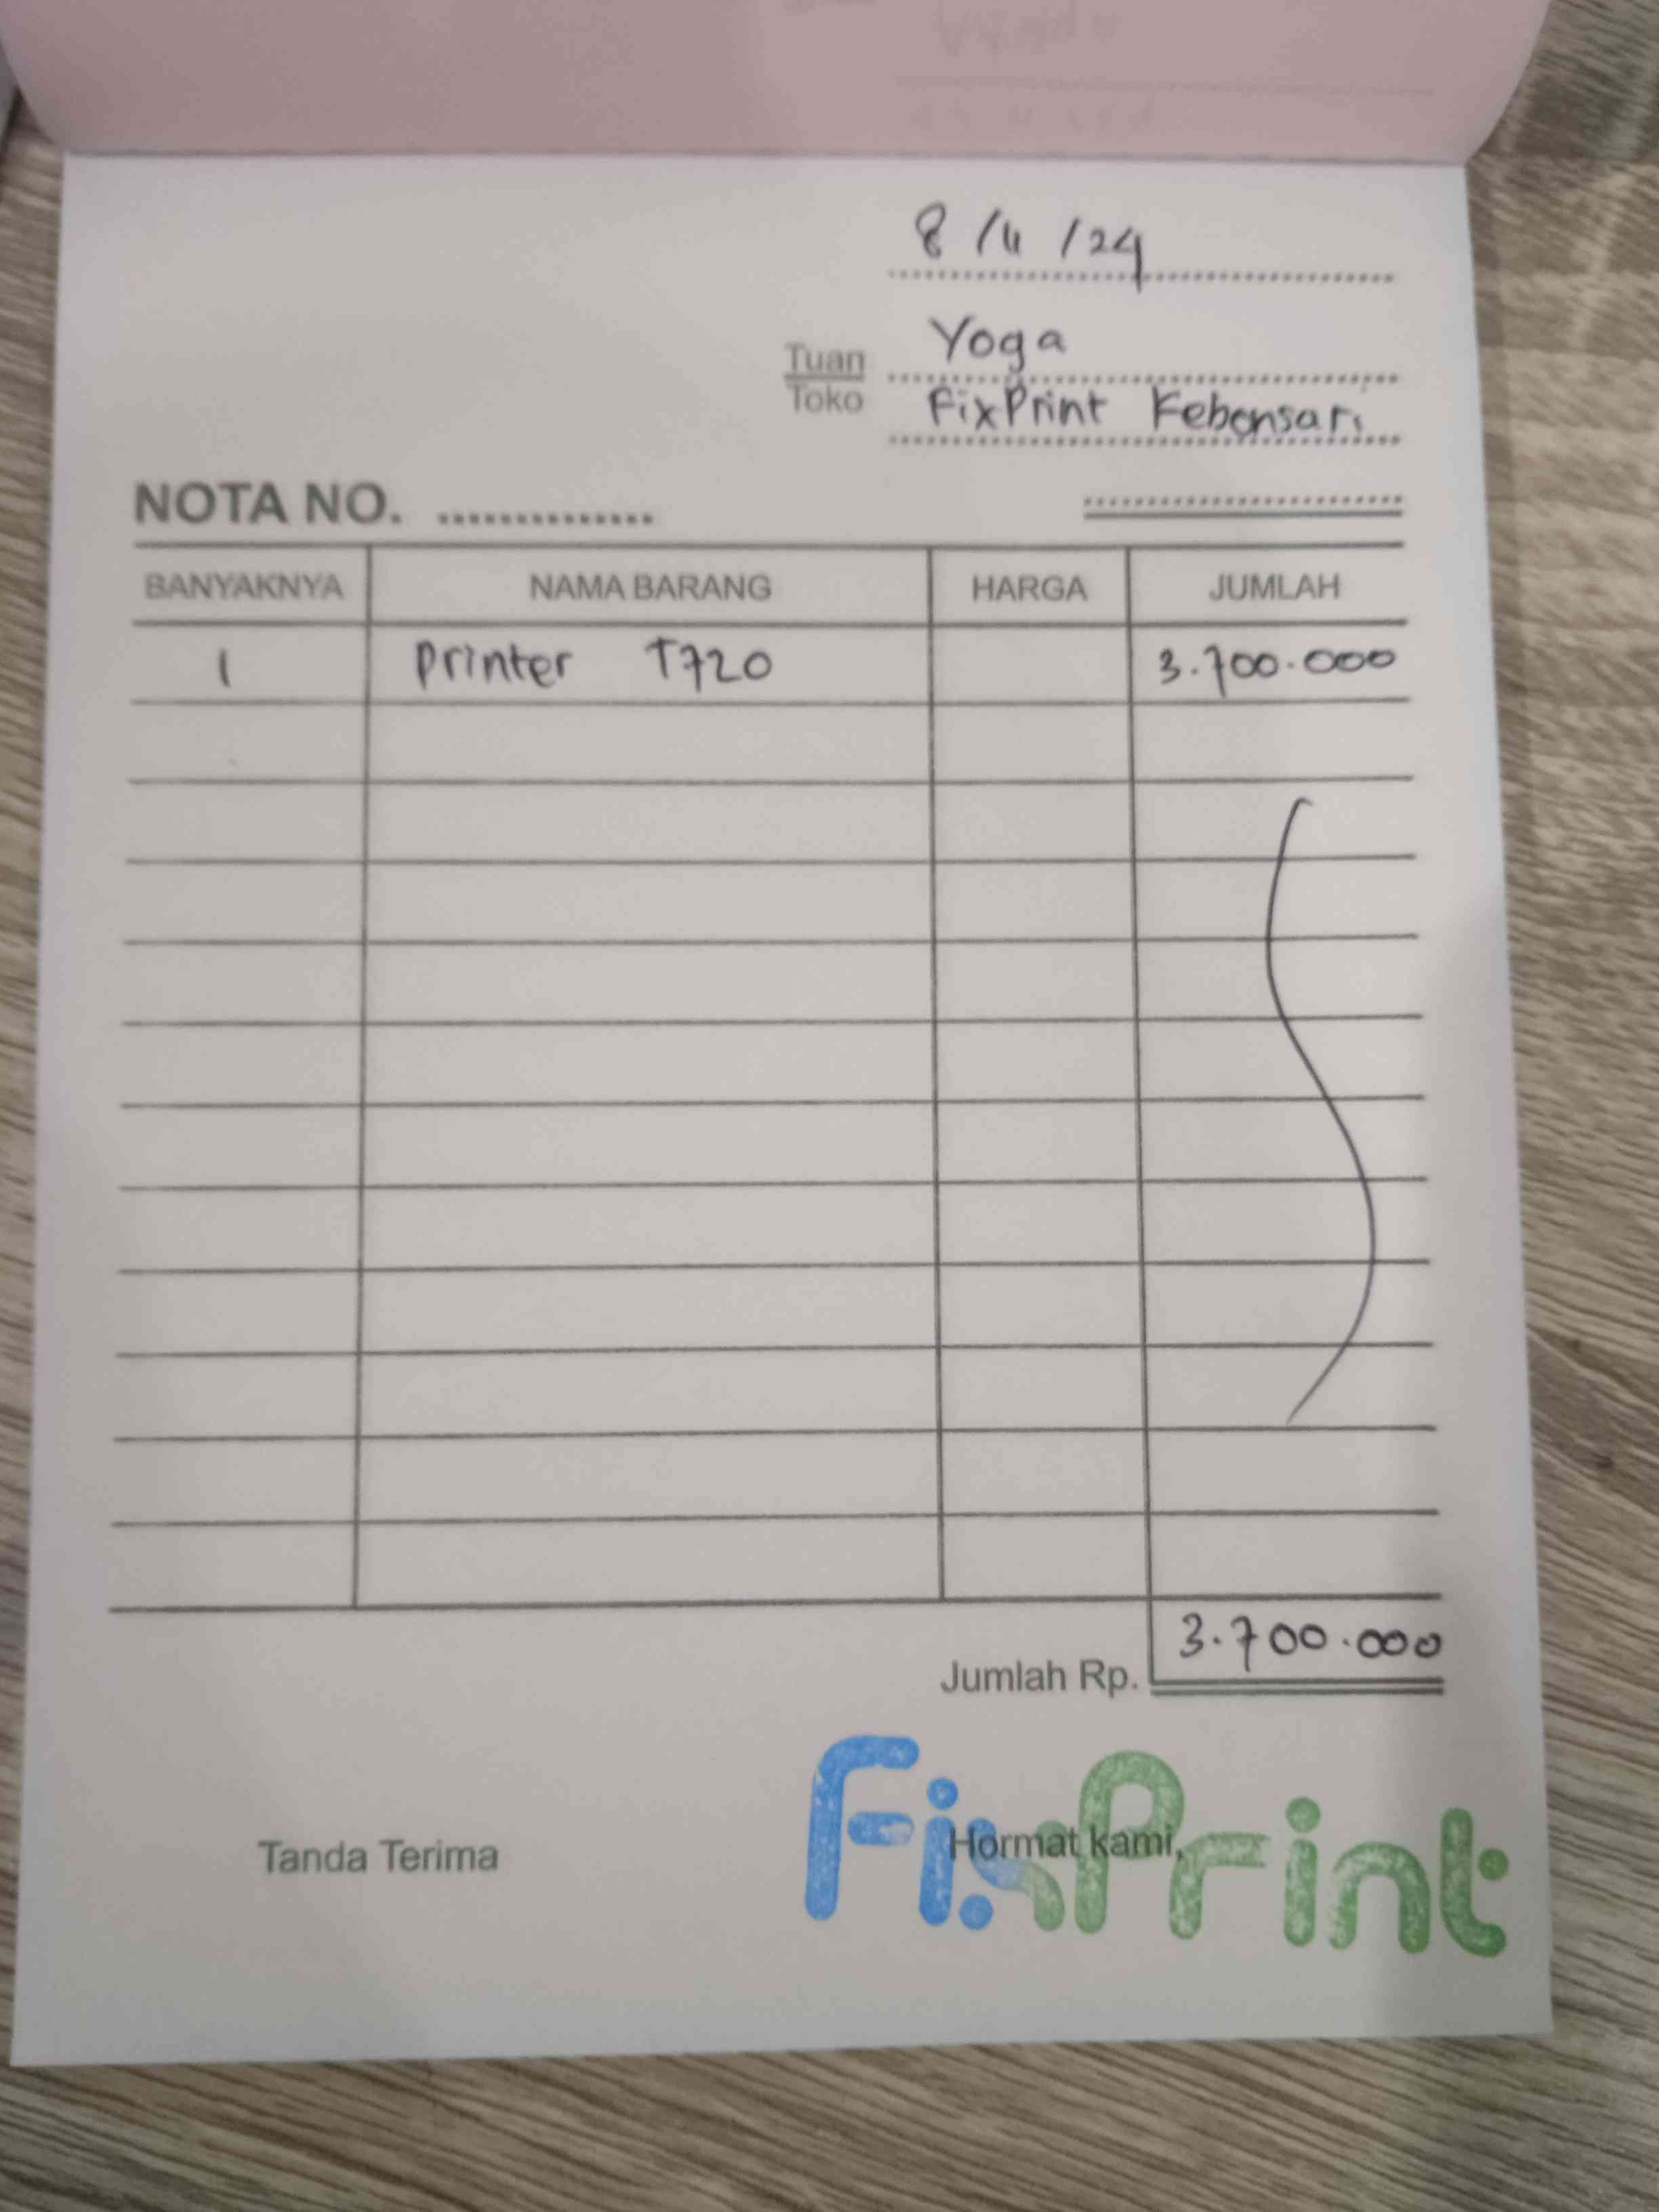 8 /11 /24
Tuan Yoga
Toko FixPrint Kebonsari
NOTA NO. ..............
BANYAKNYA NAMA BARANG HARGA JUMLAH
1 Printer T720 3.700.000
Jumlah Rp. 3.700.000
Tanda Terima Hormat kami,
FixPrint